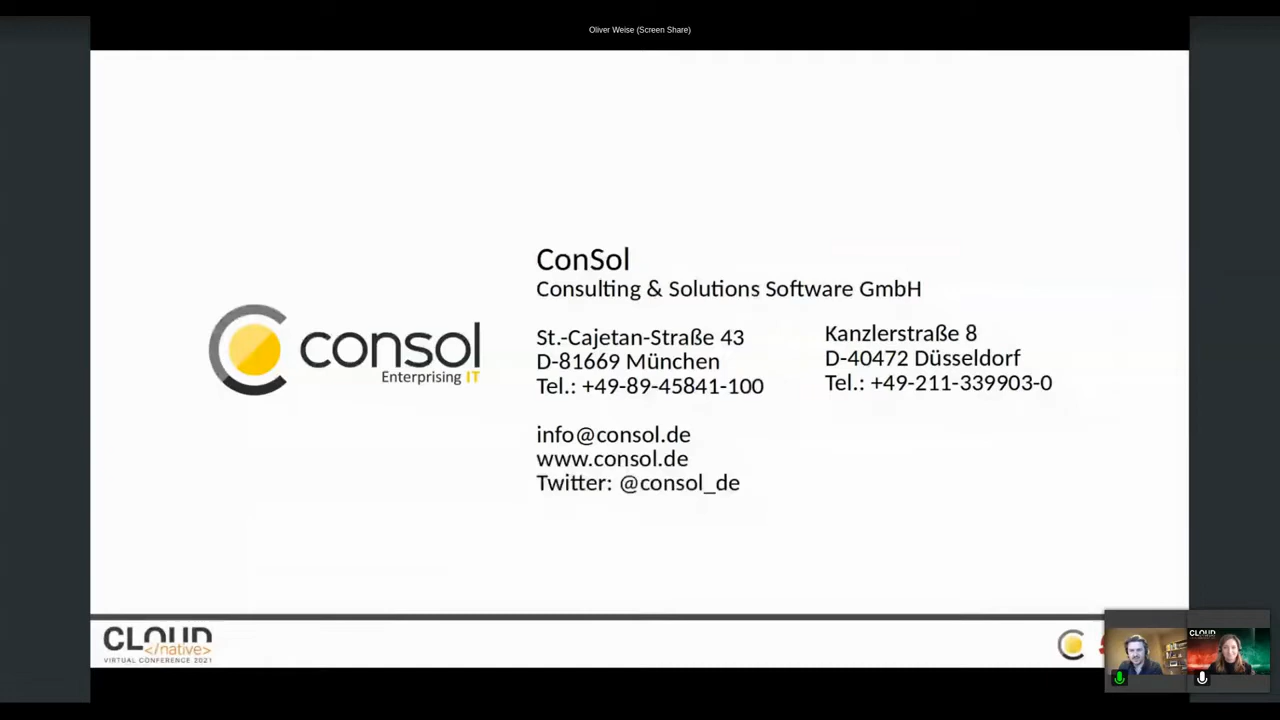 Oliver Weise (Screen Share)
ConSol
Consulting & Solutions Software GmbH
St.-Cajetan-Straße 43
D-81669 München
Tel.: +49-89-45841-100
Kanzlerstraße 8
D-40472 Düsseldorf
Tel.: +49-211-339903-0
info@consol.de
www.consol.de
Twitter: @consol_de
consol
Enterprising IT
CLOUD
</native>
VIRTUAL CONFERENCE 2021
CLOUD